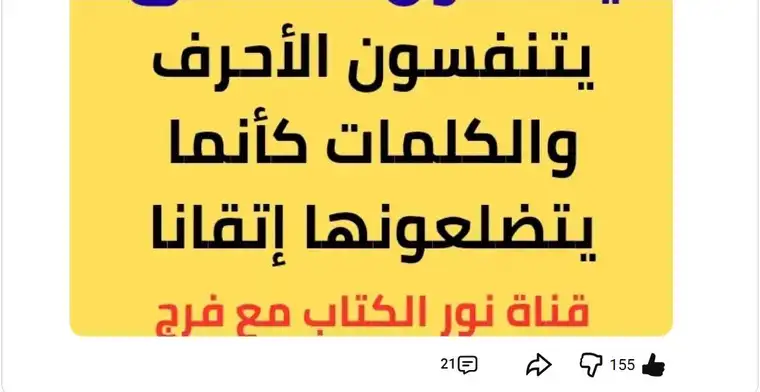 يتنفسون الأحرف
والكلمات كأنما
يتضلعونها إتقانا
قناة نور الكتاب مع فرج
155
21